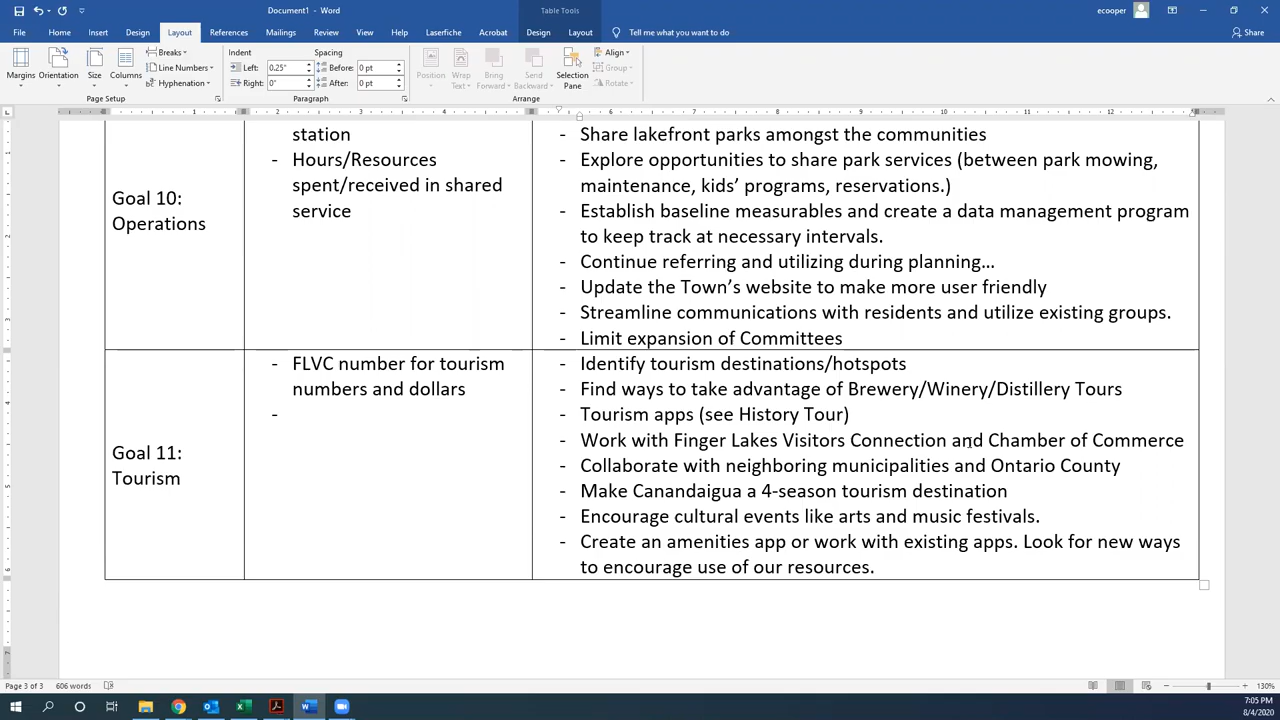 Document1 - Word
Table Tools
ecooper
File
Home
Insert
Design
Layout
References
Mailings
Review
View
Help
Laserfiche
Acrobat
Design
Layout
Tell me what you want to do
Share
Margins
Orientation
Size
Columns
Breaks
Line Numbers
Hyphenation
Page Setup
Indent
Left: 0.25"
Right: 0"
Spacing
Before: 0 pt
After: 0 pt
Paragraph
Position
Wrap Text
Bring Forward
Send Backward
Selection Pane
Align
Group
Rotate
Arrange
station
- Hours/Resources
spent/received in shared
service
Goal 10:
Operations
- Share lakefront parks amongst the communities
- Explore opportunities to share park services (between park mowing,
maintenance, kids' programs, reservations.)
- Establish baseline measurables and create a data management program
to keep track at necessary intervals.
- Continue referring and utilizing during planning…
- Update the Town's website to make more user friendly
- Streamline communications with residents and utilize existing groups.
- Limit expansion of Committees
Goal 11:
Tourism
- FLVC number for tourism
numbers and dollars
-
- Identify tourism destinations/hotspots
- Find ways to take advantage of Brewery/Winery/Distillery Tours
- Tourism apps (see History Tour)
- Work with Finger Lakes Visitors Connection and Chamber of Commerce
- Collaborate with neighboring municipalities and Ontario County
- Make Canandaigua a 4-season tourism destination
- Encourage cultural events like arts and music festivals.
- Create an amenities app or work with existing apps. Look for new ways
to encourage use of our resources.
Page 3 of 3
606 words
130%
7:05 PM
8/4/2020